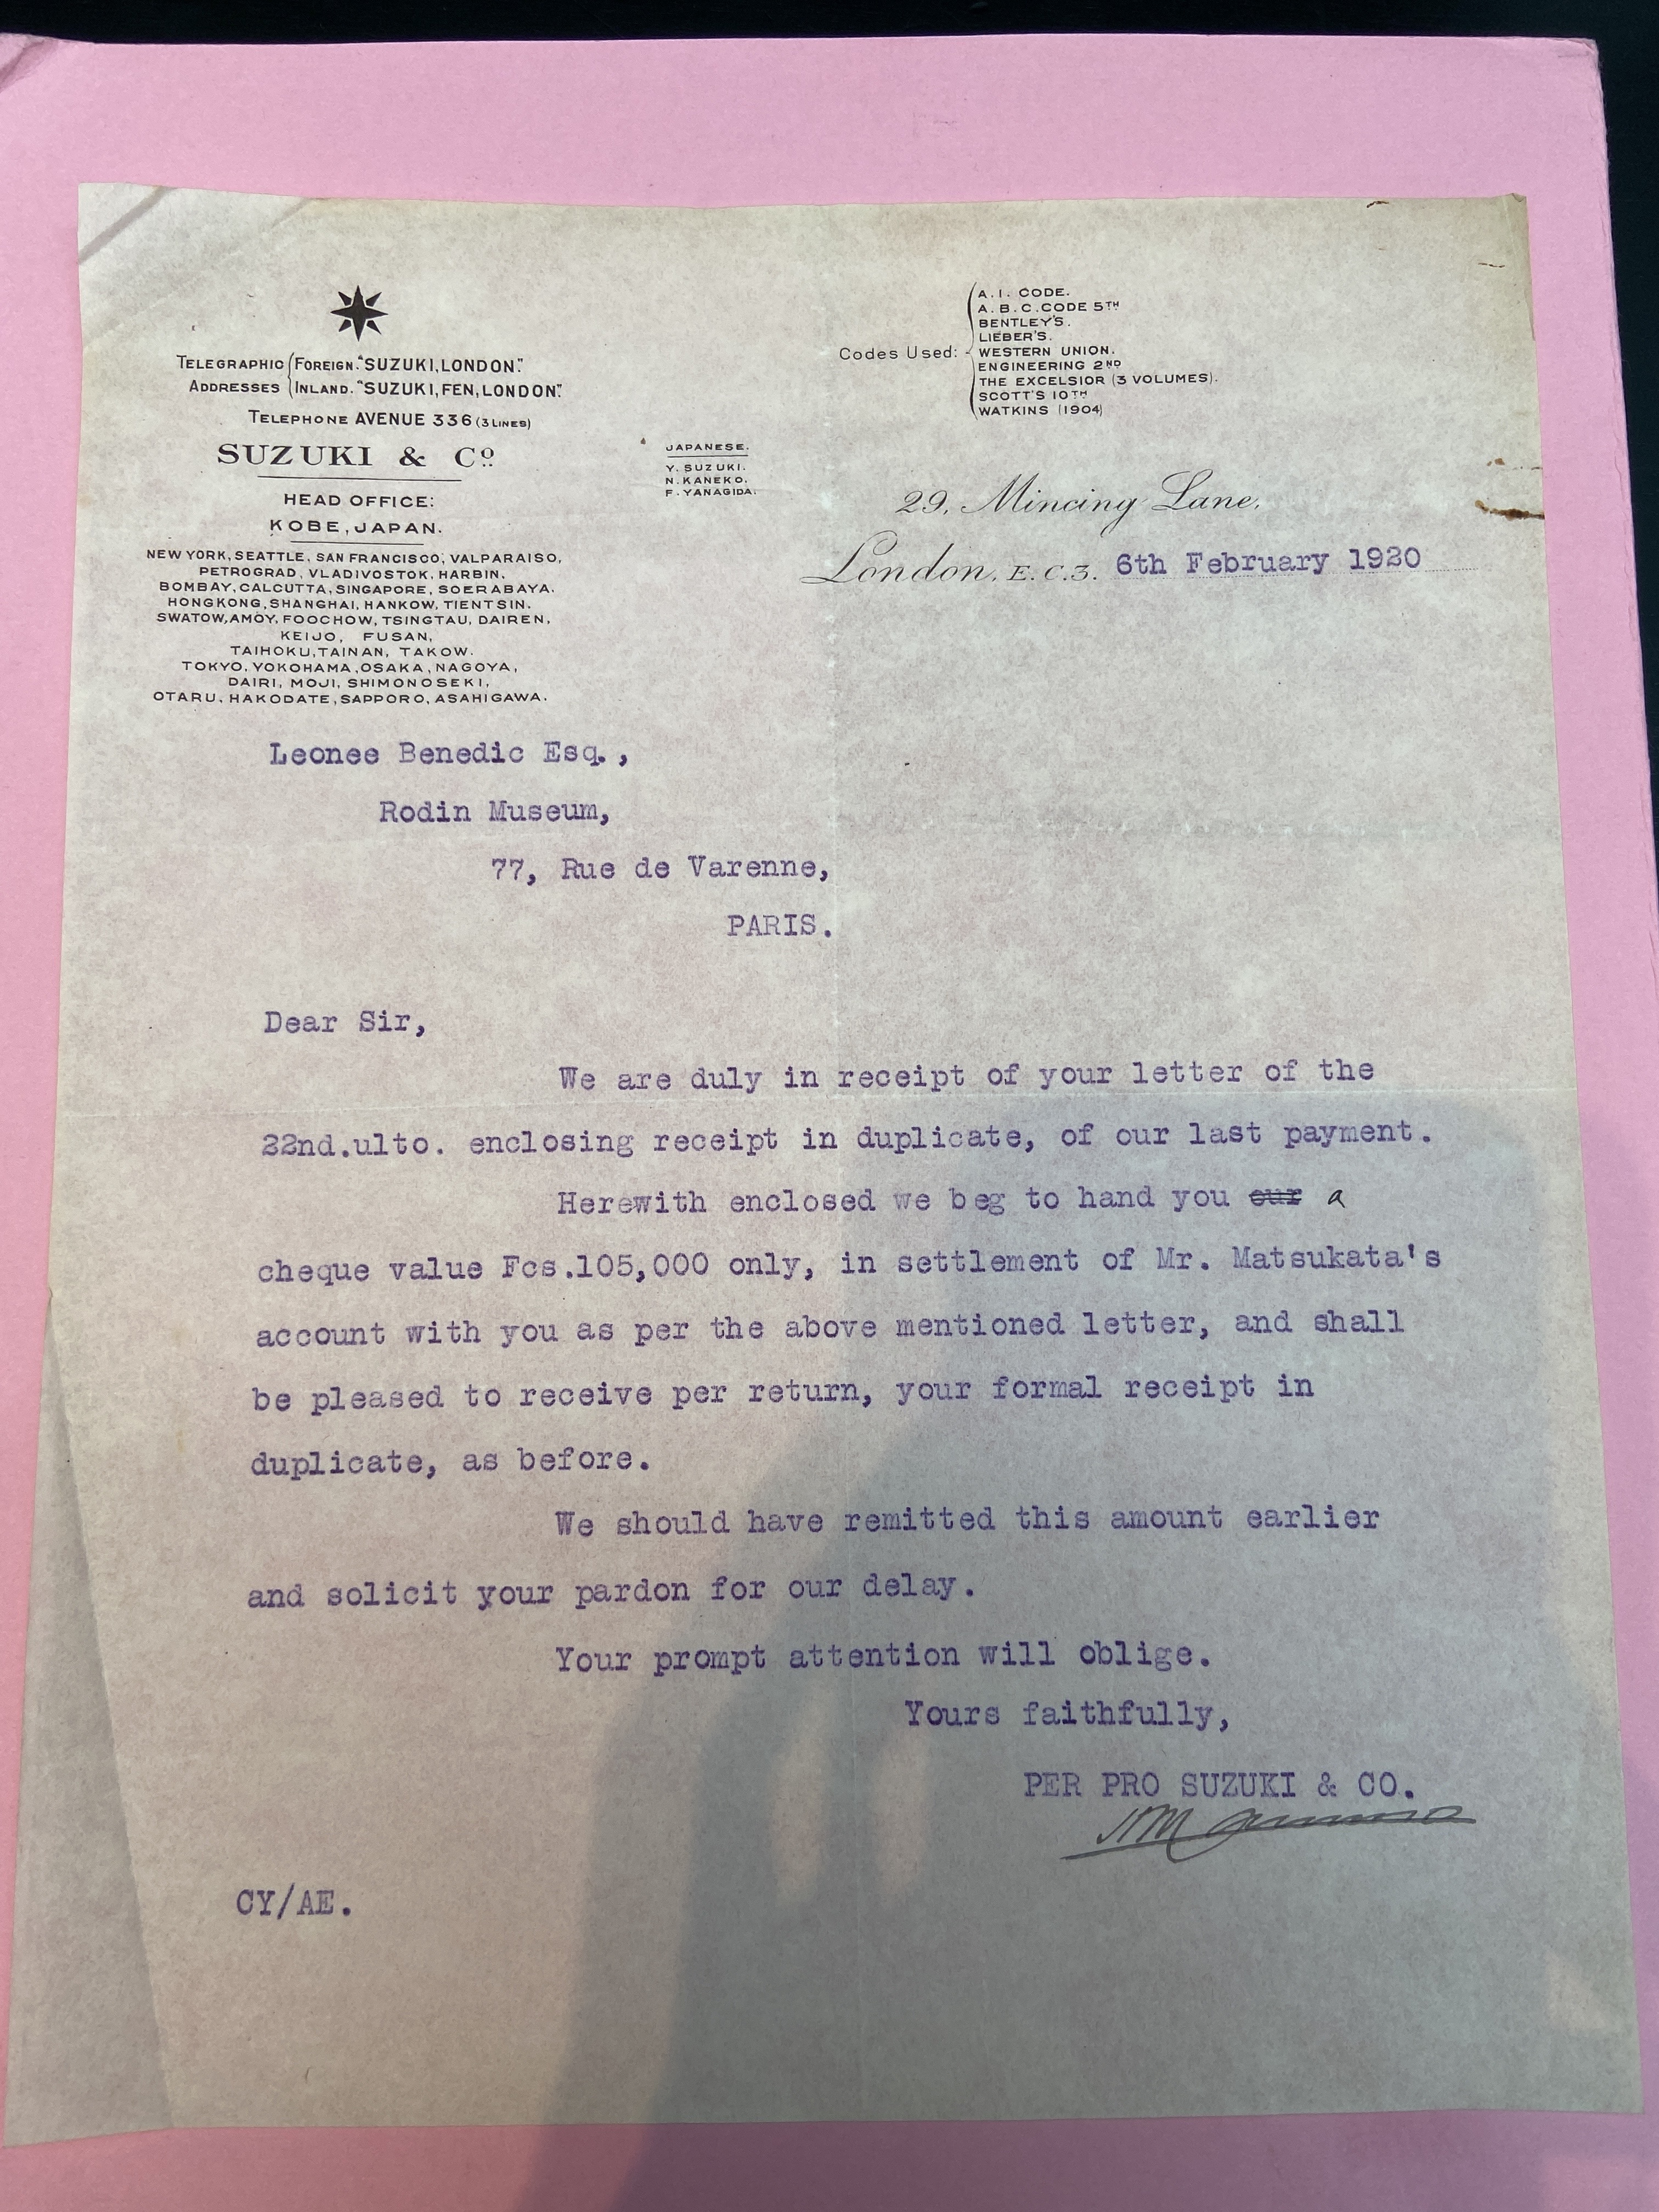 TELEGRAPHIC ADDRESSES
FOREIGN. "SUZUKI, LONDON."
INLAND. "SUZUKI, FEN, LONDON."
TELEPHONE AVENUE 336 (3 LINES)
SUZUKI & Co.
HEAD OFFICE:
KOBE, JAPAN.
NEW YORK, SEATTLE, SAN FRANCISCO, VALPARAISO,
PETROGRAD, VLADIVOSTOK, HARBIN.
BOMBAY, CALCUTTA, SINGAPORE, SOERABAYA.
HONGKONG, SHANGHAI, HANKOW, TIENTSIN.
SWATOW, AMOY, FOOCHOW, TSINGTAU, DAIREN,
KEIJO, FUSAN,
TAIHOKU, TAINAN, TAKOW.
TOKYO, YOKOHAMA, OSAKA, NAGOYA,
DAIRI, MOJI, SHIMONOSEKI,
OTARU, HAKODATE, SAPPORO, ASAHIGAWA.
JAPANESE.
Y. SUZUKI.
N. KANEKO.
F. YANAGIDA.
Codes Used:
A.I. CODE.
A.B.C. CODE 5TH
BENTLEY'S.
LIEBER'S.
WESTERN UNION.
ENGINEERING 2ND
THE EXCELSIOR (3 VOLUMES).
SCOTT'S 10TH
WATKINS (1904)
29, Mincing Lane,
London, E.C.3. 6th February 1920
Leonee Benedic Esq.,
Rodin Museum,
77, Rue de Varenne,
PARIS.
Dear Sir,
We are duly in receipt of your letter of the
22nd.ulto. enclosing receipt in duplicate, of our last payment.
Herewith enclosed we beg to hand you our a
cheque value Fcs.105,000 only, in settlement of Mr. Matsukata's
account with you as per the above mentioned letter, and shall
be pleased to receive per return, your formal receipt in
duplicate, as before.
We should have remitted this amount earlier
and solicit your pardon for our delay.
Your prompt attention will oblige.
Yours faithfully,
PER PRO SUZUKI & CO.
CY/AE.